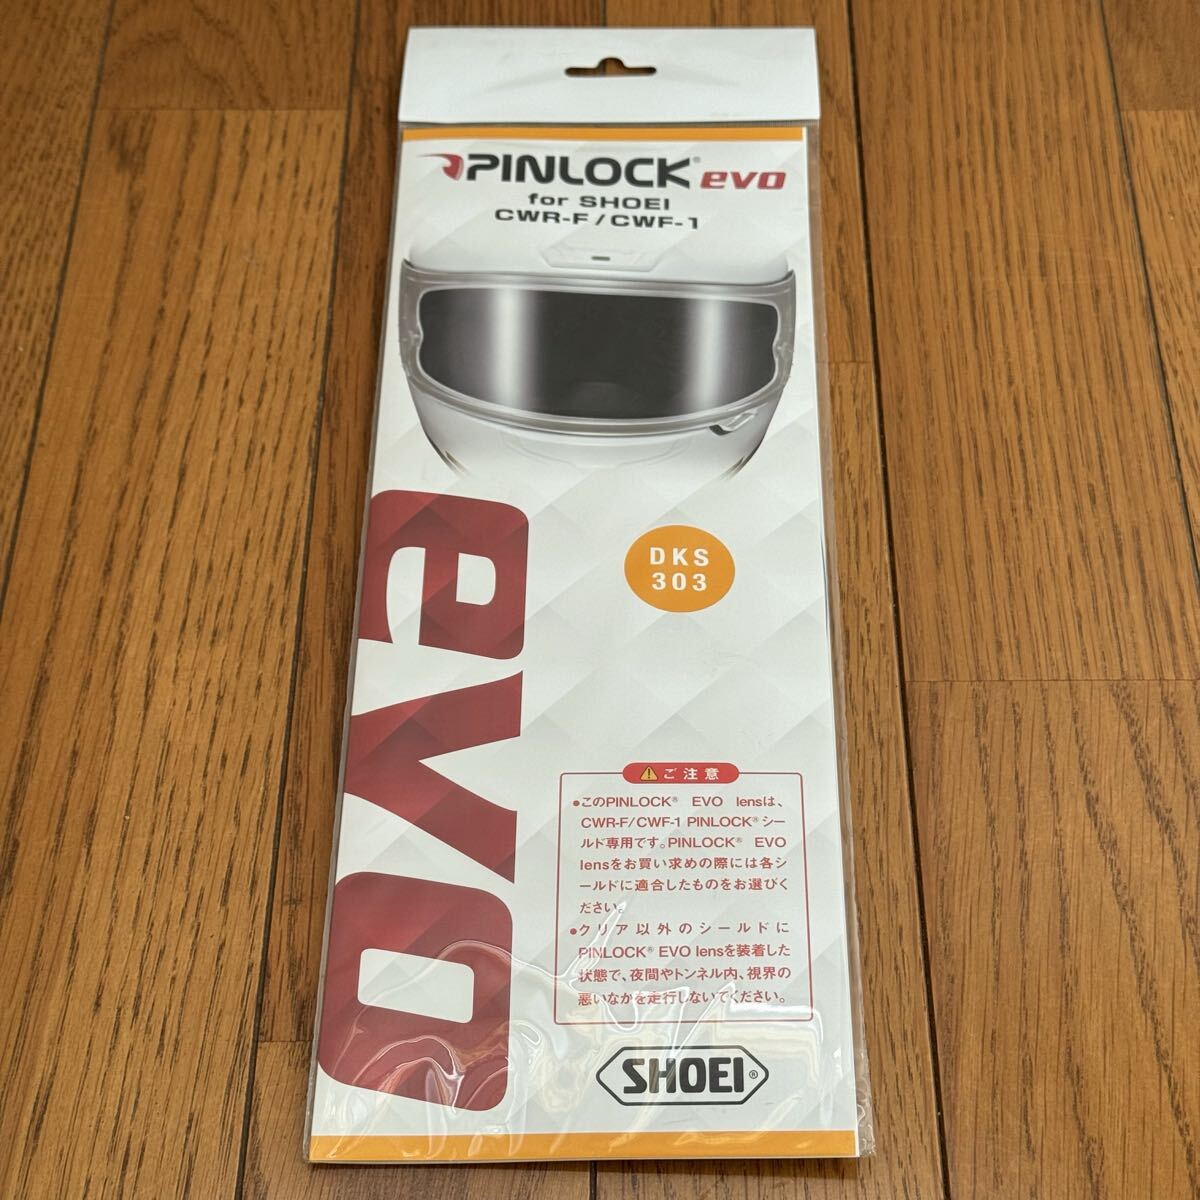 PINLOCK® evo
for SHOEI
CWR-F / CWF-1
DKS
303
evo
ご注意
●このPINLOCK® EVO lensは、
CWR-F/CWF-1 PINLOCK®シー
ルド専用です。PINLOCK® EVO
lensをお買い求めの際には各シ
ールドに適合したものをお選びく
ださい。
●クリア以外のシールドに
PINLOCK® EVO lensを装着した
状態で、夜間やトンネル内、視界の
悪いなかを走行しないでください。
SHOEI®